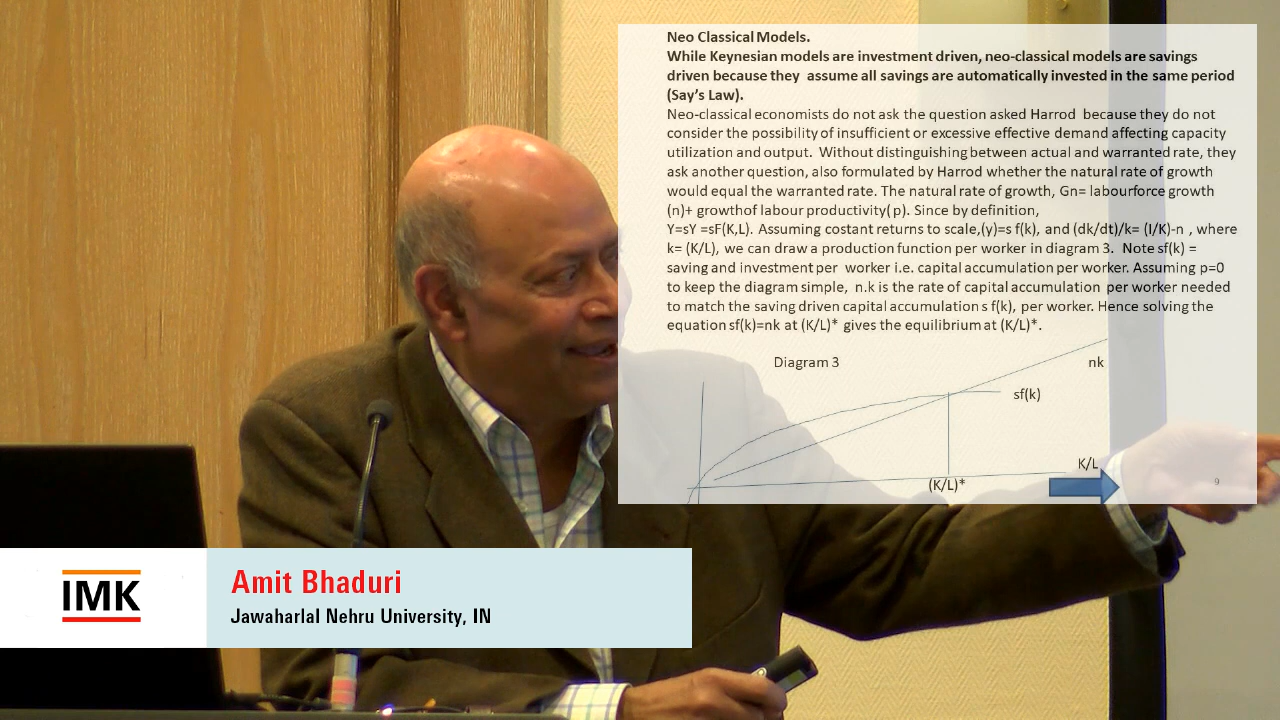 Neo Classical Models.
While Keynesian models are investment driven, neo-classical models are savings
driven because they assume all savings are automatically invested in the same period
(Say's Law).
Neo-classical economists do not ask the question asked Harrod because they do not
consider the possibility of insufficient or excessive effective demand affecting capacity
utilization and output. Without distinguishing between actual and warranted rate, they
ask another question, also formulated by Harrod whether the natural rate of growth
would equal the warranted rate. The natural rate of growth, Gn= labourforce growth
(n)+ growthof labour productivity( p). Since by definition,
Y=sY =sF(K,L). Assuming costant returns to scale,(y)=s f(k), and (dk/dt)/k= (I/K)-n , where
k= (K/L), we can draw a production function per worker in diagram 3. Note sf(k) =
saving and investment per worker i.e. capital accumulation per worker. Assuming p=0
to keep the diagram simple, n.k is the rate of capital accumulation per worker needed
to match the saving driven capital accumulation s f(k), per worker. Hence solving the
equation sf(k)=nk at (K/L)* gives the equilibrium at (K/L)*.
Diagram 3
nk
sf(k)
K/L
(K/L)*
9
IMK
Amit Bhaduri
Jawaharlal Nehru University, IN